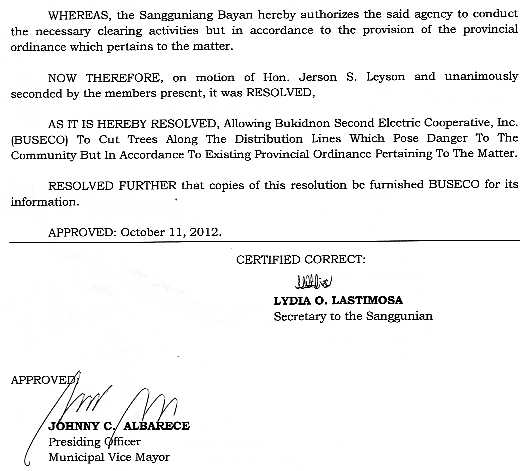 WHEREAS, the Sangguniang Bayan hereby authorizes the said agency to conduct
the necessary clearing activities but in accordance to the provision of the provincial
ordinance which pertains to the matter.
NOW THEREFORE, on motion of Hon. Jerson S. Leyson and unanimously
seconded by the members present, it was RESOLVED,
AS IT IS HEREBY RESOLVED, Allowing Bukidnon Second Electric Cooperative, Inc.
(BUSECO) To Cut Trees Along The Distribution Lines Which Pose Danger To The
Community But In Accordance To Existing Provincial Ordinance Pertaining To The Matter.
RESOLVED FURTHER that copies of this resolution be furnished BUSECO for its
information.
APPROVED: October 11, 2012.
CERTIFIED CORRECT:
LYDIA O. LASTIMOSA
Secretary to the Sanggunian
APPROVED:
JOHNNY C. ALBARECE
Presiding Officer
Municipal Vice Mayor